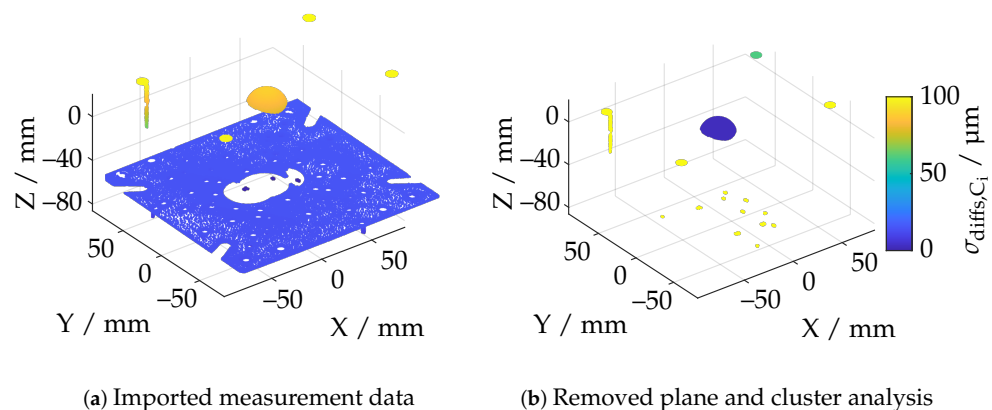 0
−40
−80
Z / mm
50
0
−50
Y / mm
−50
0
50
X / mm
0
−40
−80
Z / mm
50
0
−50
Y / mm
−50
0
50
X / mm
100
50
0
σdiffs,Ci / µm
(a) Imported measurement data
(b) Removed plane and cluster analysis